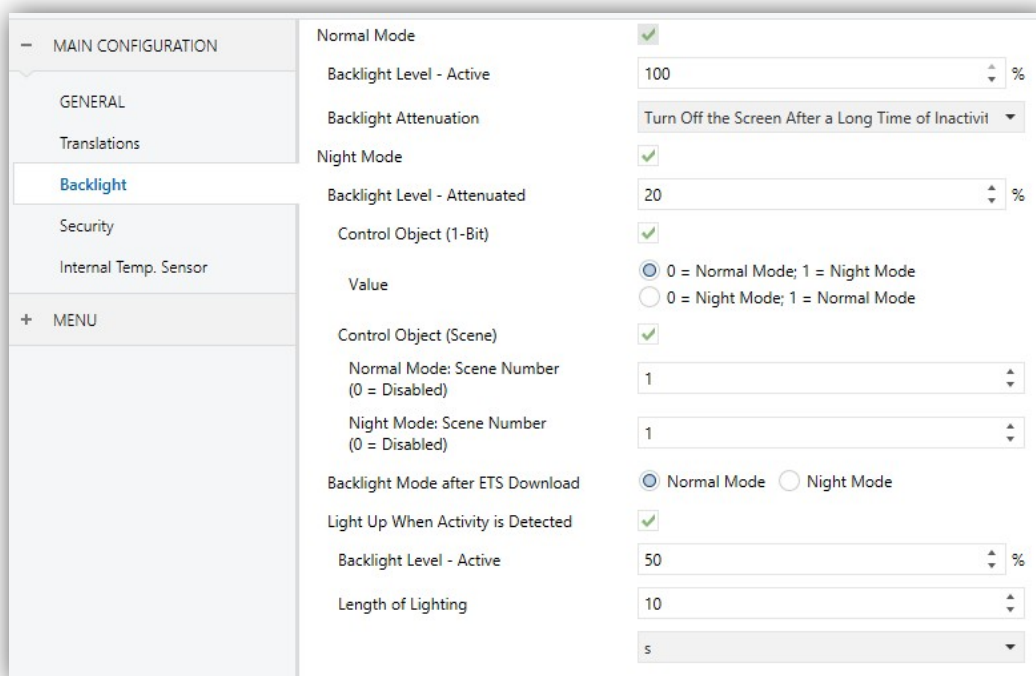 − MAIN CONFIGURATION
GENERAL
Translations
Backlight
Security
Internal Temp. Sensor
+ MENU
Normal Mode
Backlight Level - Active 100 %
Backlight Attenuation Turn Off the Screen After a Long Time of Inactivit
Night Mode
Backlight Level - Attenuated 20 %
Control Object (1-Bit)
Value 0 = Normal Mode; 1 = Night Mode
0 = Night Mode; 1 = Normal Mode
Control Object (Scene)
Normal Mode: Scene Number
(0 = Disabled) 1
Night Mode: Scene Number
(0 = Disabled) 1
Backlight Mode after ETS Download Normal Mode Night Mode
Light Up When Activity is Detected
Backlight Level - Active 50 %
Length of Lighting 10
s